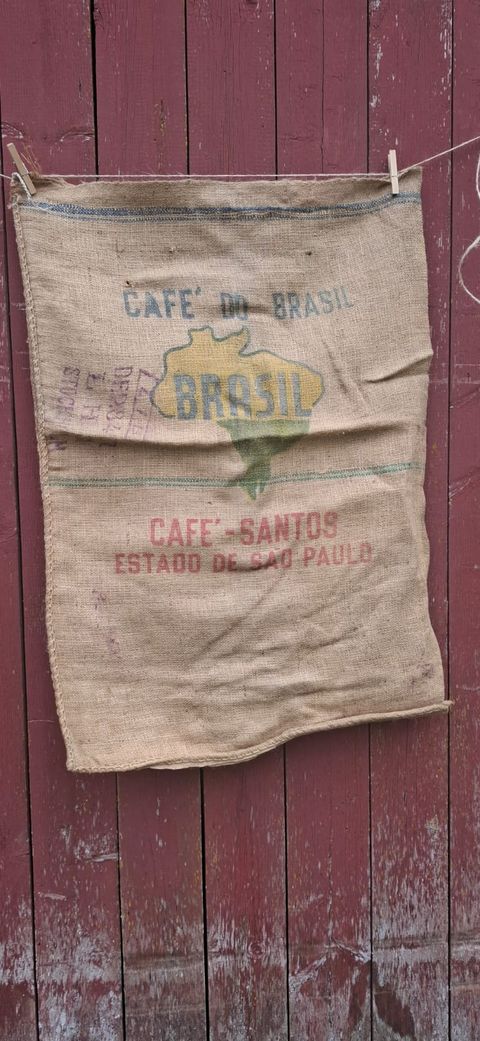 CAFE' DO BRASIL
BRASIL
CAFE'-SANTOS
ESTADO DE SAO PAULO